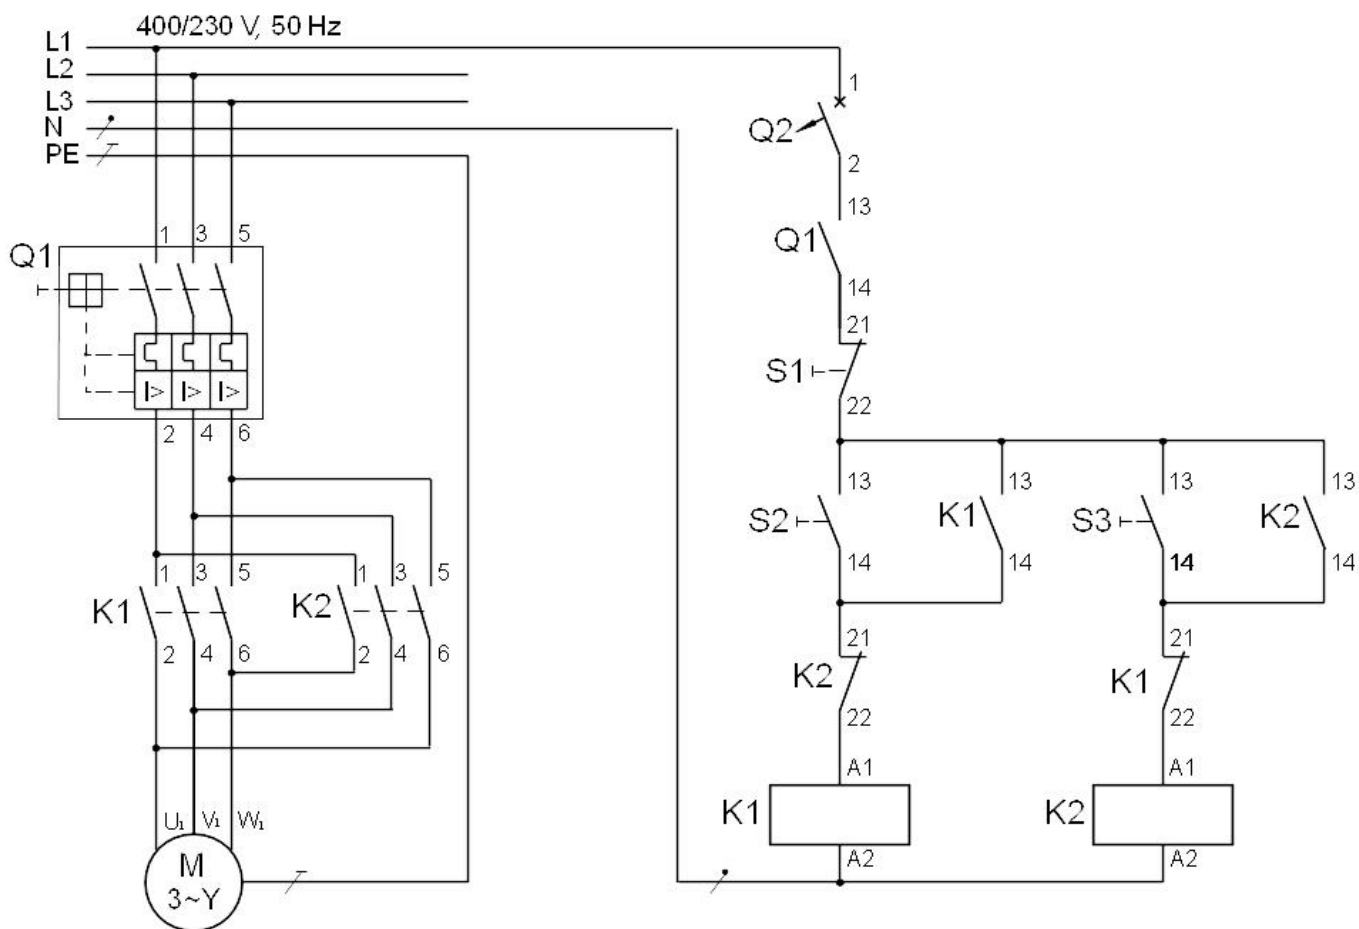 400/230 V, 50 Hz
L1
L2
L3
N
PE
1
Q2
2
13
Q1
14
21
S1
22
Q1
1 3 5
I> I> I>
2 4 6
13 13 13 13
S2 K1 S3 K2
14 14 14 14
1 3 5 1 3 5
K1 K2
2 4 6 2 4 6
21 21
K2 K1
22 22
A1 A1
K1 K2
A2 A2
U1 V1 W1
M
3~Y